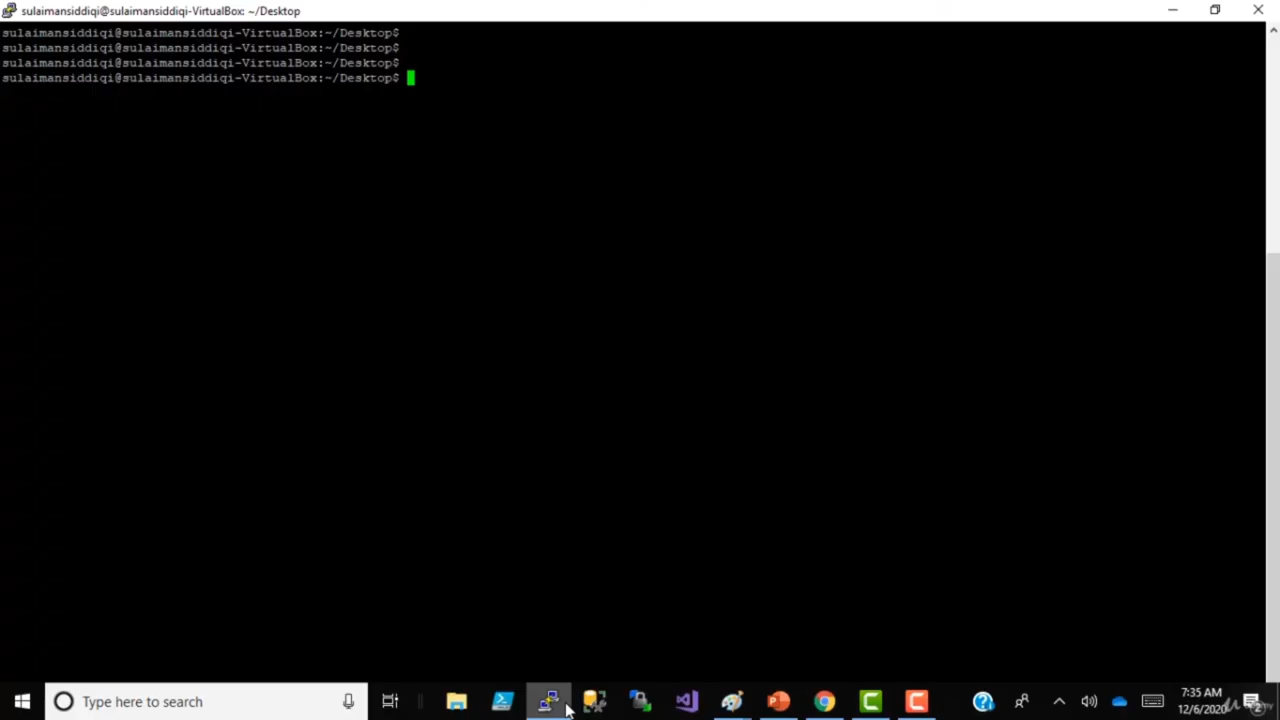 sulaimansiddiqi@sulaimansiddiqi-VirtualBox: ~/Desktop
sulaimansiddiqi@sulaimansiddiqi-VirtualBox:~/Desktop$
sulaimansiddiqi@sulaimansiddiqi-VirtualBox:~/Desktop$
sulaimansiddiqi@sulaimansiddiqi-VirtualBox:~/Desktop$
sulaimansiddiqi@sulaimansiddiqi-VirtualBox:~/Desktop$
Type here to search
7:35 AM
12/6/2020